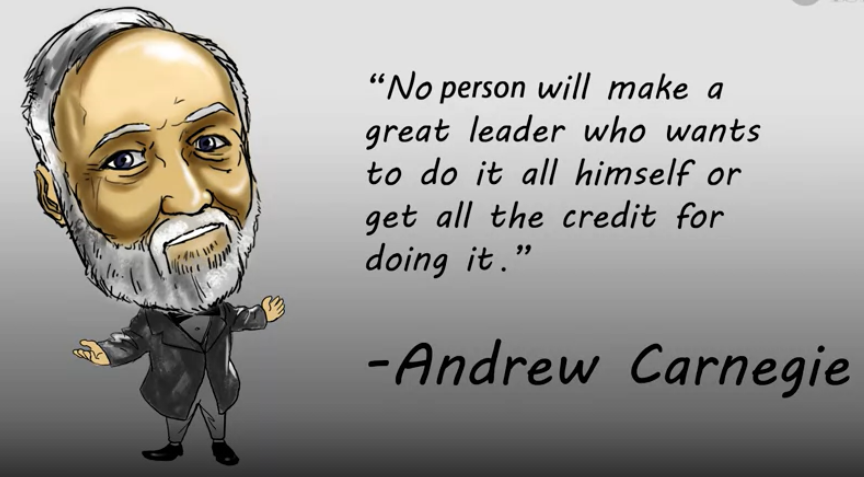 “No person will make a
great leader who wants
to do it all himself or
get all the credit for
doing it.”
-Andrew Carnegie